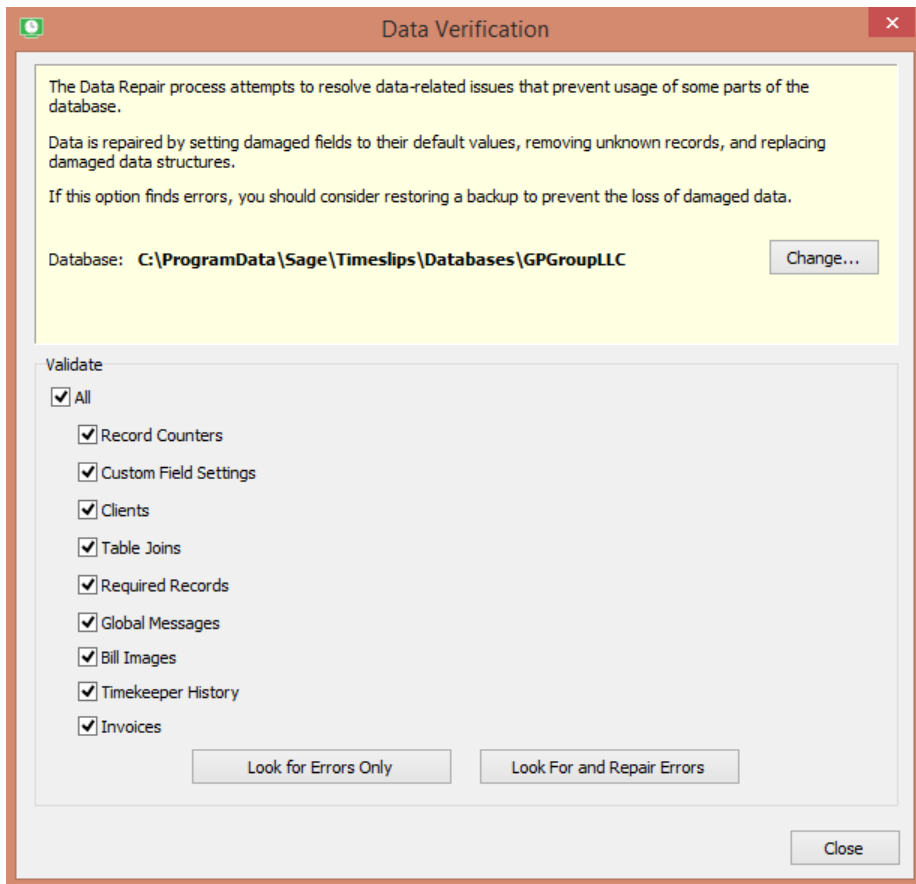 Data Verification
The Data Repair process attempts to resolve data-related issues that prevent usage of some parts of the
database.
Data is repaired by setting damaged fields to their default values, removing unknown records, and replacing
damaged data structures.
If this option finds errors, you should consider restoring a backup to prevent the loss of damaged data.
Database: C:\ProgramData\Sage\Timeslips\Databases\GPGroupLLC
Change...
Validate
All
Record Counters
Custom Field Settings
Clients
Table Joins
Required Records
Global Messages
Bill Images
Timekeeper History
Invoices
Look for Errors Only
Look For and Repair Errors
Close